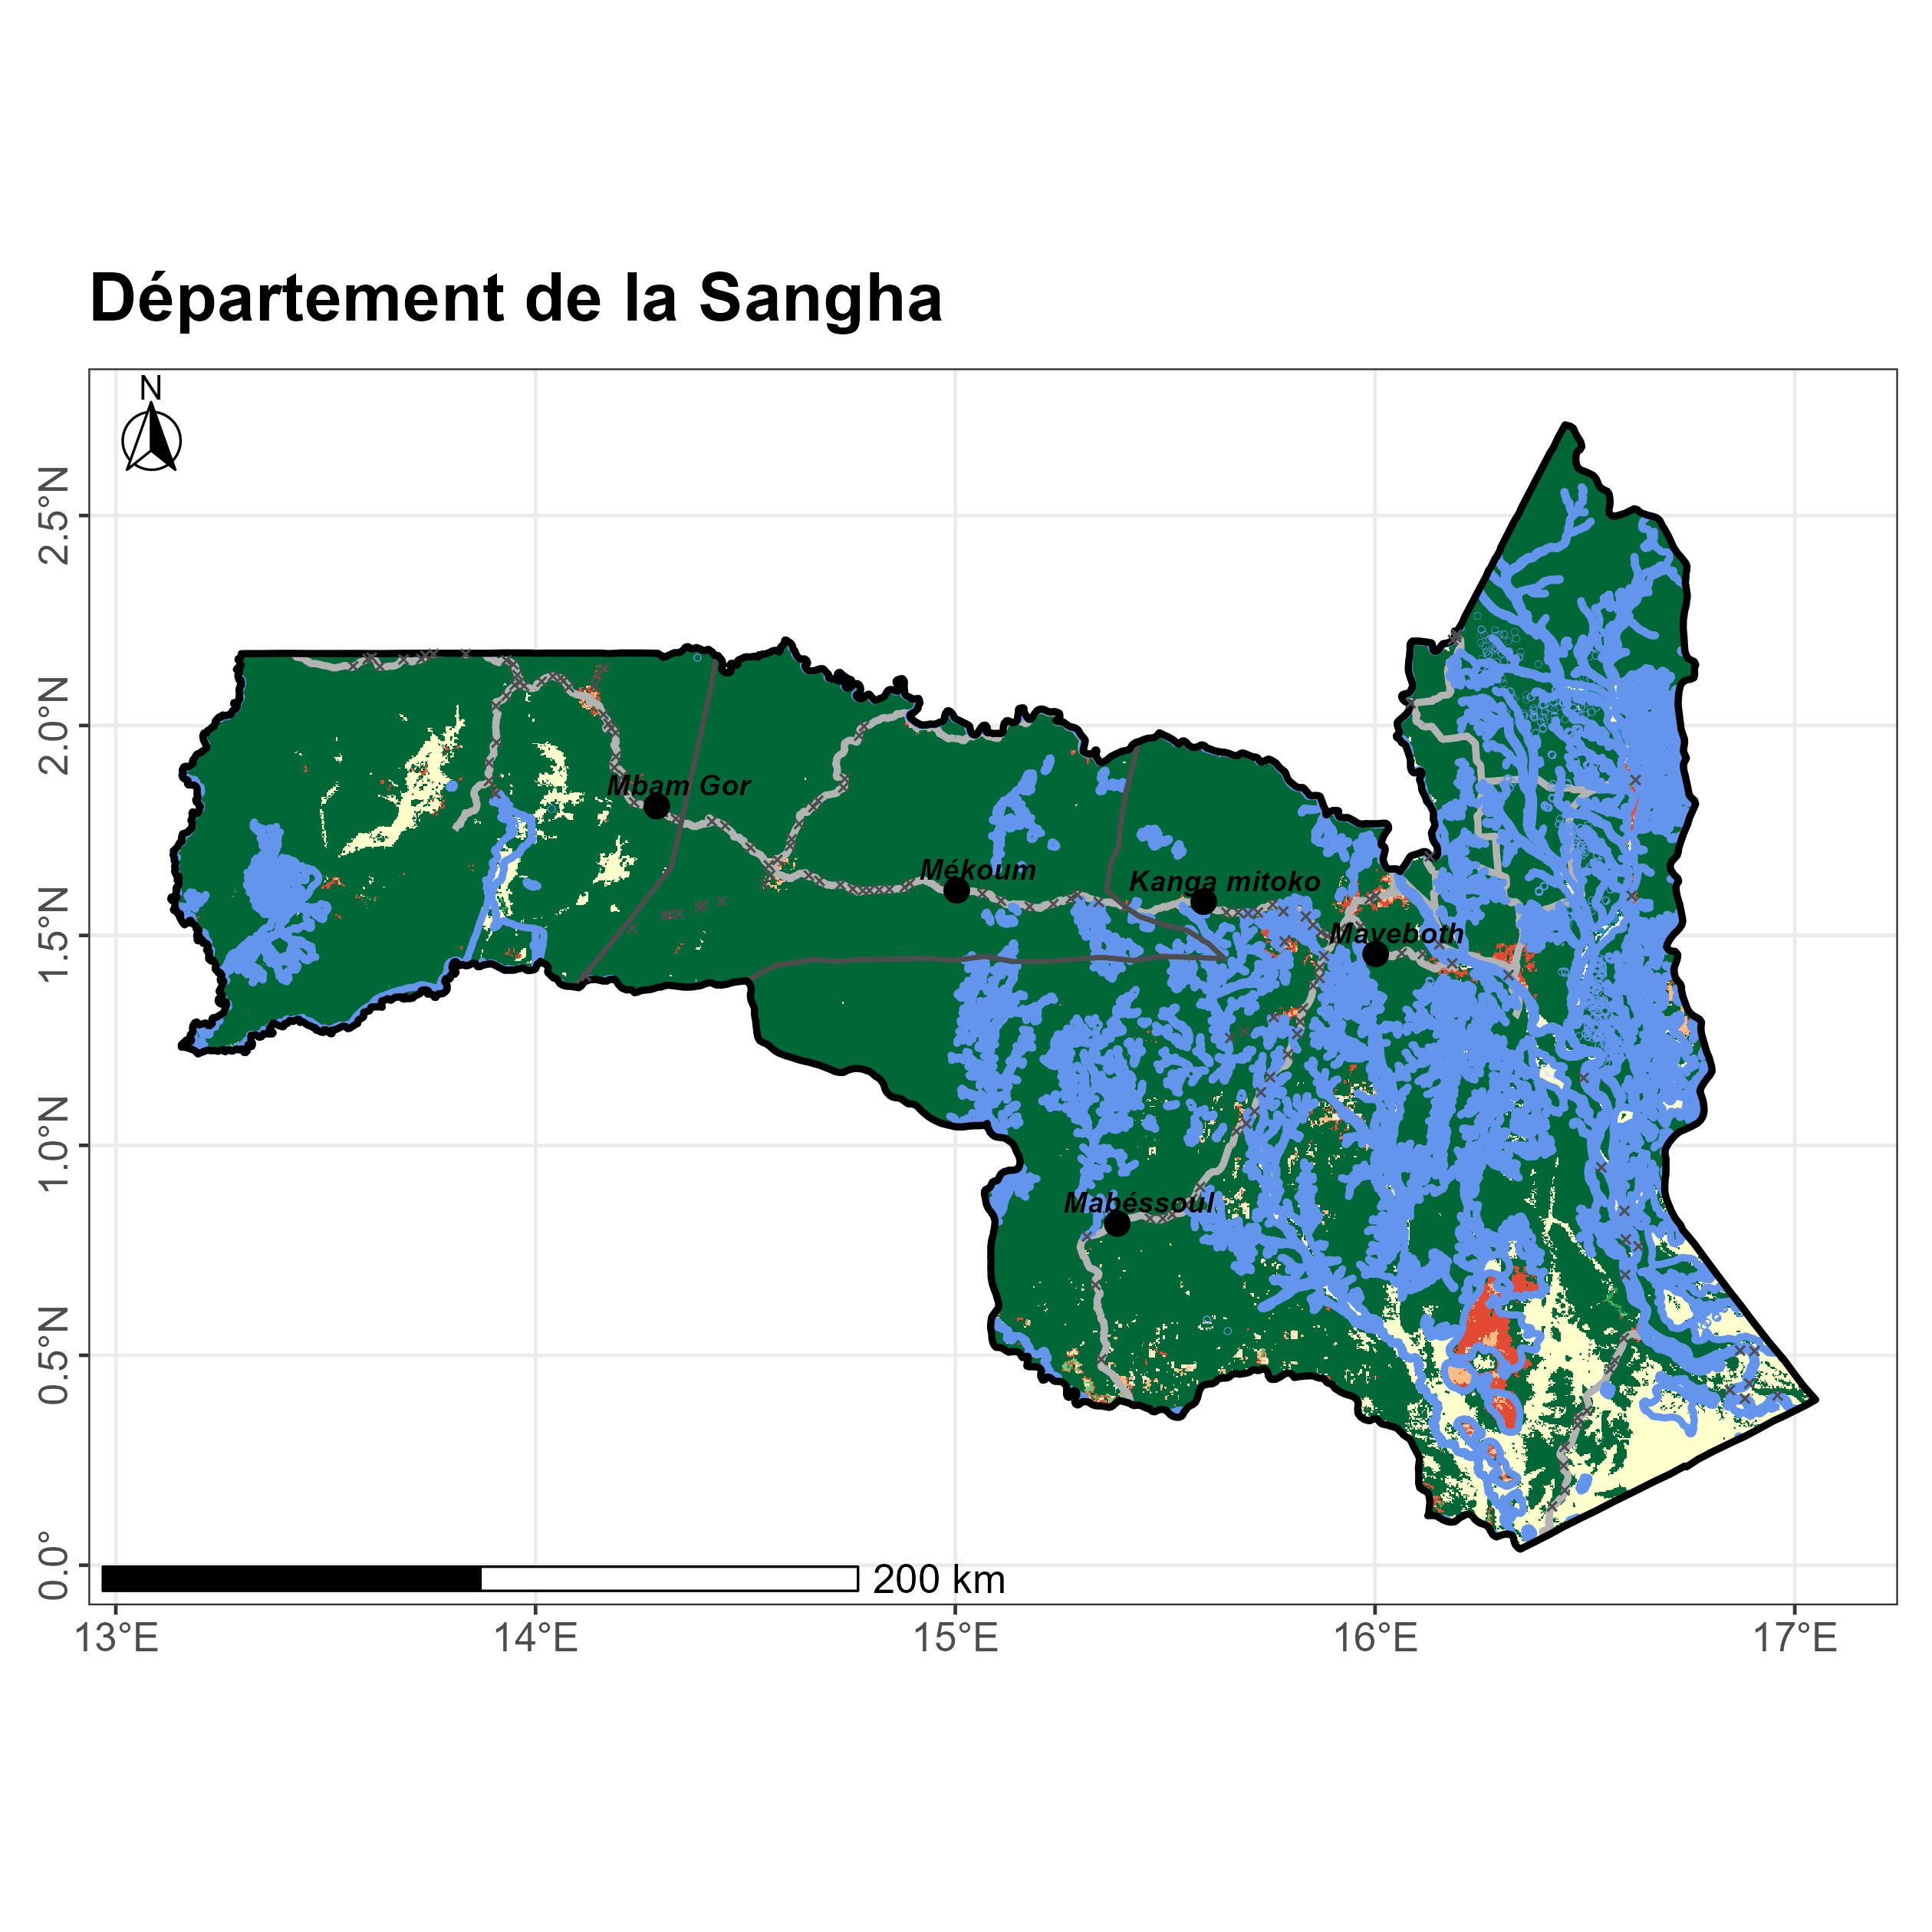 Département de la Sangha
N
2.5°N
2.0°N
1.5°N
1.0°N
0.5°N
0.0°
Mbam Gor
Mékoum
Kanga mitoko
Maveboth
Mabéssoul
200 km
13°E 14°E 15°E 16°E 17°E